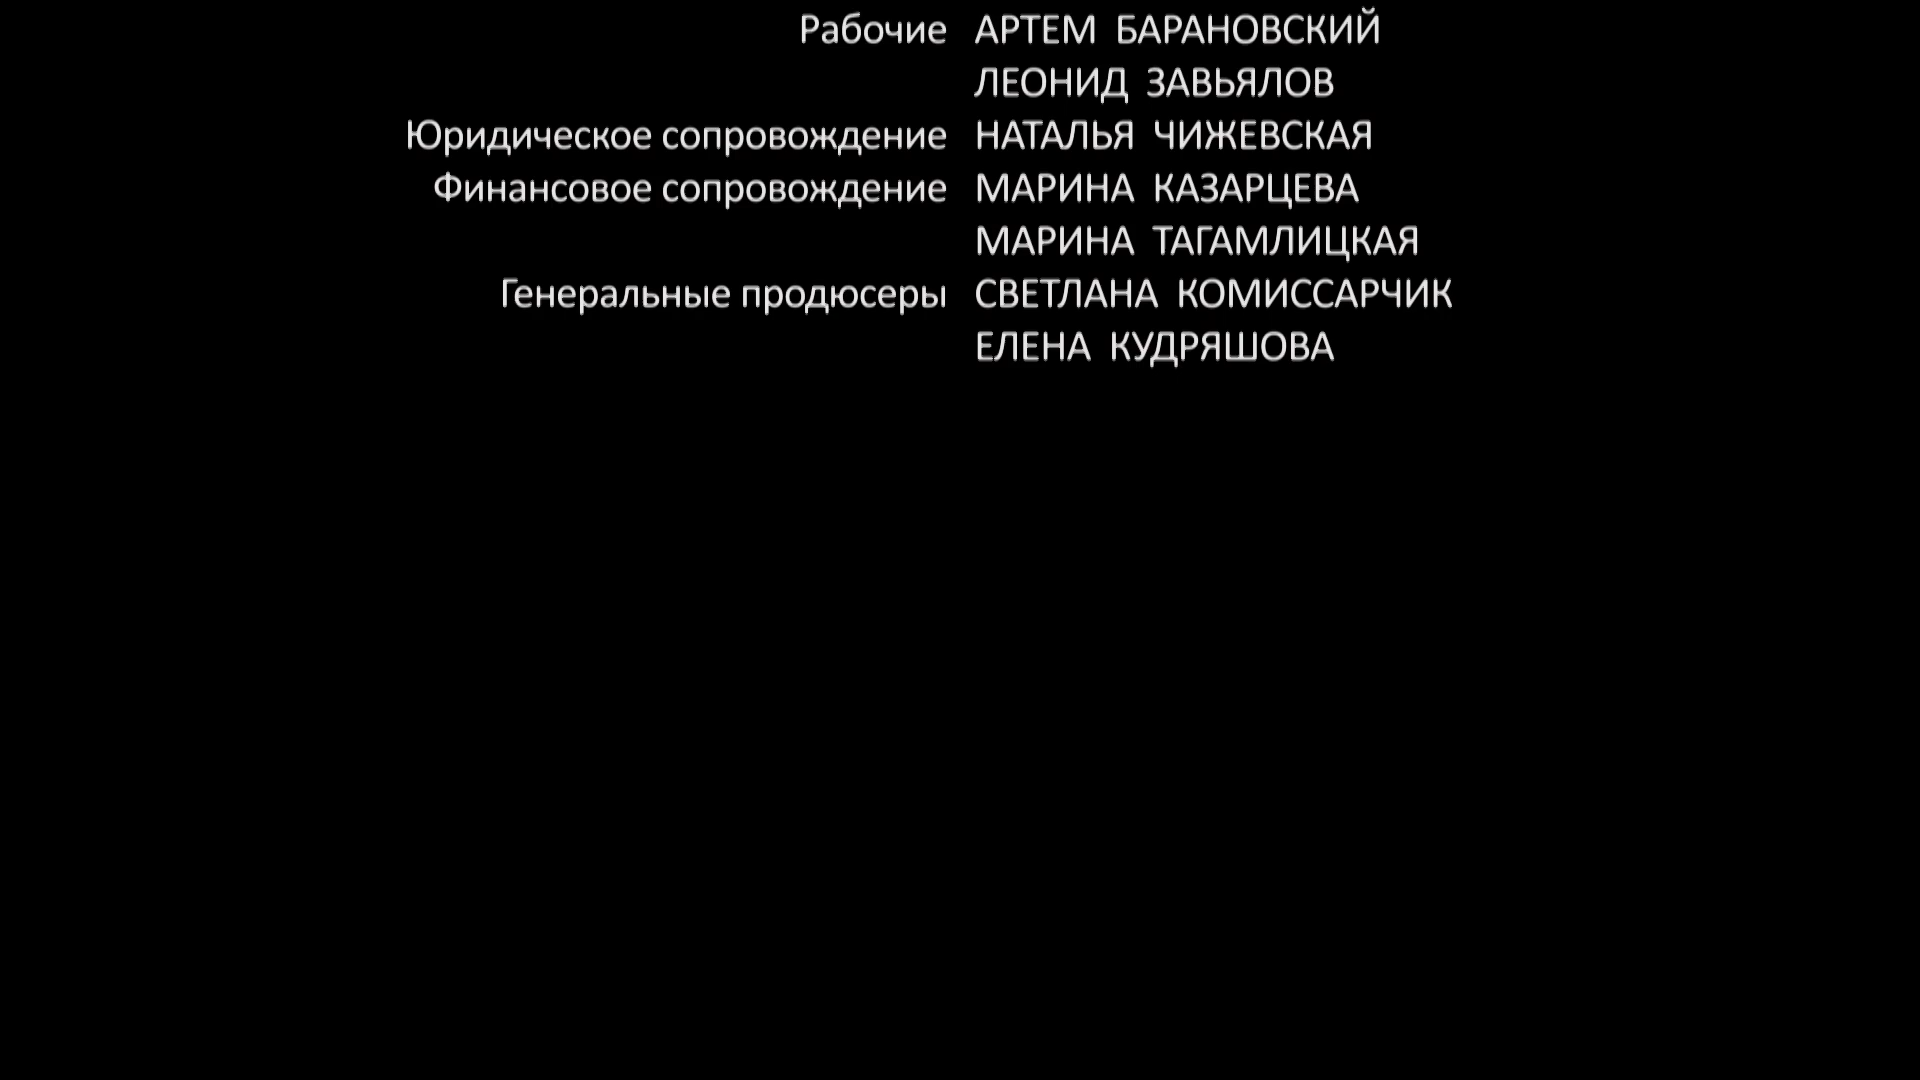 Рабочие АРТЕМ БАРАНОВСКИЙ
ЛЕОНИД ЗАВЬЯЛОВ
Юридическое сопровождение НАТАЛЬЯ ЧИЖЕВСКАЯ
Финансовое сопровождение МАРИНА КАЗАРЦЕВА
МАРИНА ТАГАМЛИЦКАЯ
Генеральные продюсеры СВЕТЛАНА КОМИССАРЧИК
ЕЛЕНА КУДРЯШОВА